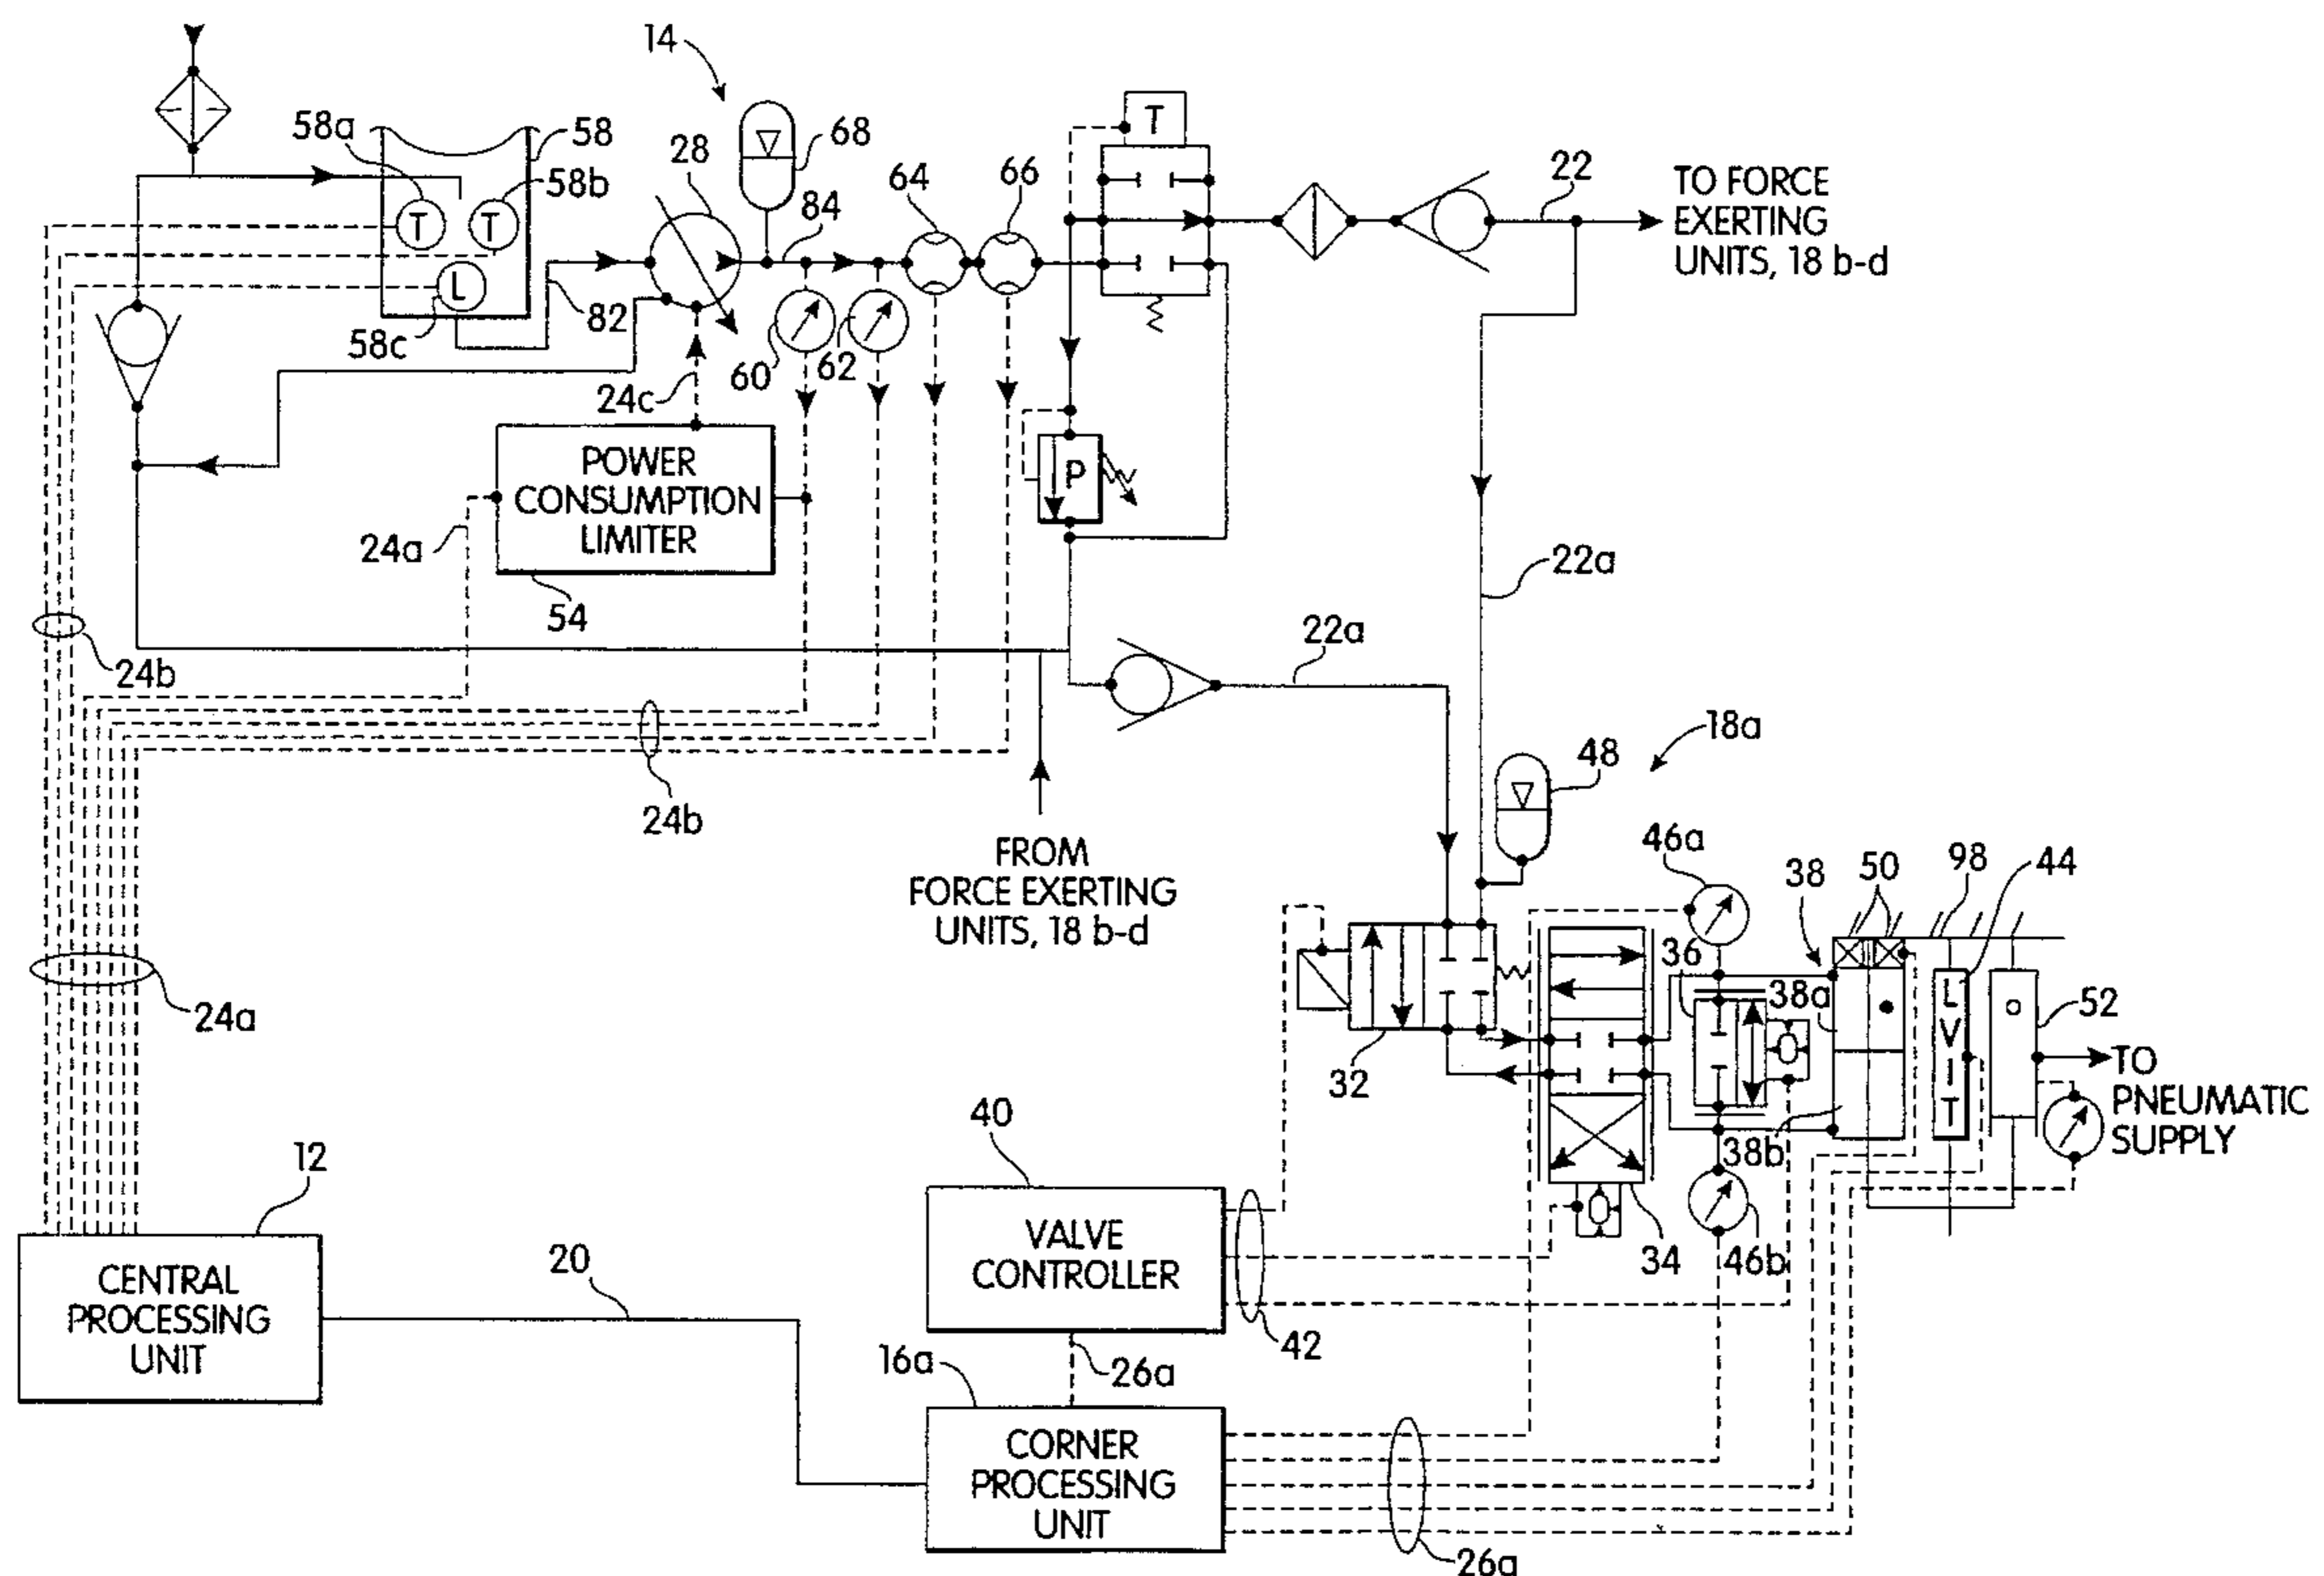 14
58a
58
58b
T
T
L
58c
82
28
68
84
64
66
T
22
TO FORCE
EXERTING
UNITS, 18 b-d
60
62
24c
POWER
CONSUMPTION
LIMITER
P
24a
54
22a
22a
24b
24b
18a
48
FROM
FORCE EXERTING
UNITS, 18 b-d
46a
38
50
98
44
36
38a
L
V
I
T
52
24a
32
TO
PNEUMATIC
SUPPLY
38b
12
40
34
46b
CENTRAL
PROCESSING
UNIT
20
VALVE
CONTROLLER
42
16a
26a
CORNER
PROCESSING
UNIT
26a